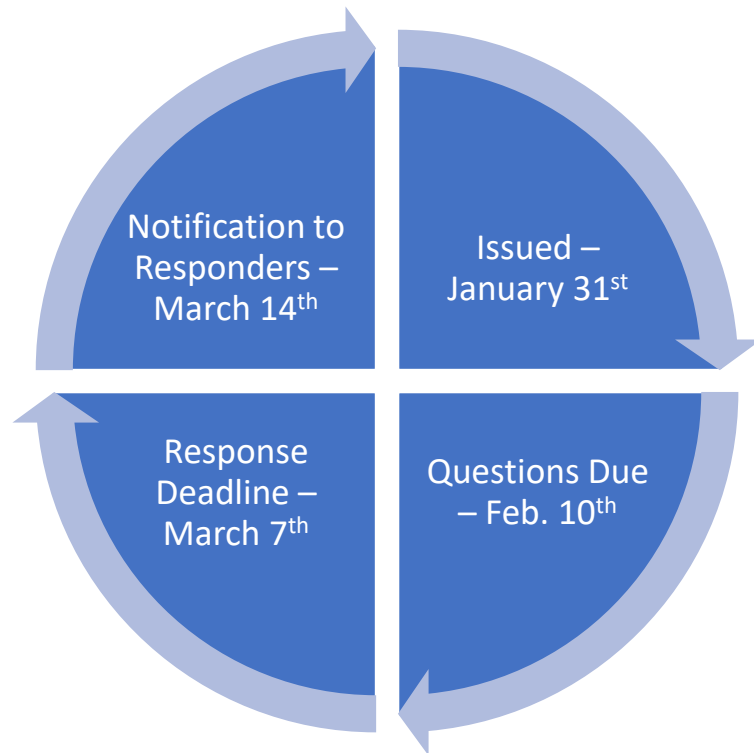 Issued –
January 31st
Questions Due
– Feb. 10th
Response
Deadline –
March 7th
Notification to
Responders –
March 14th